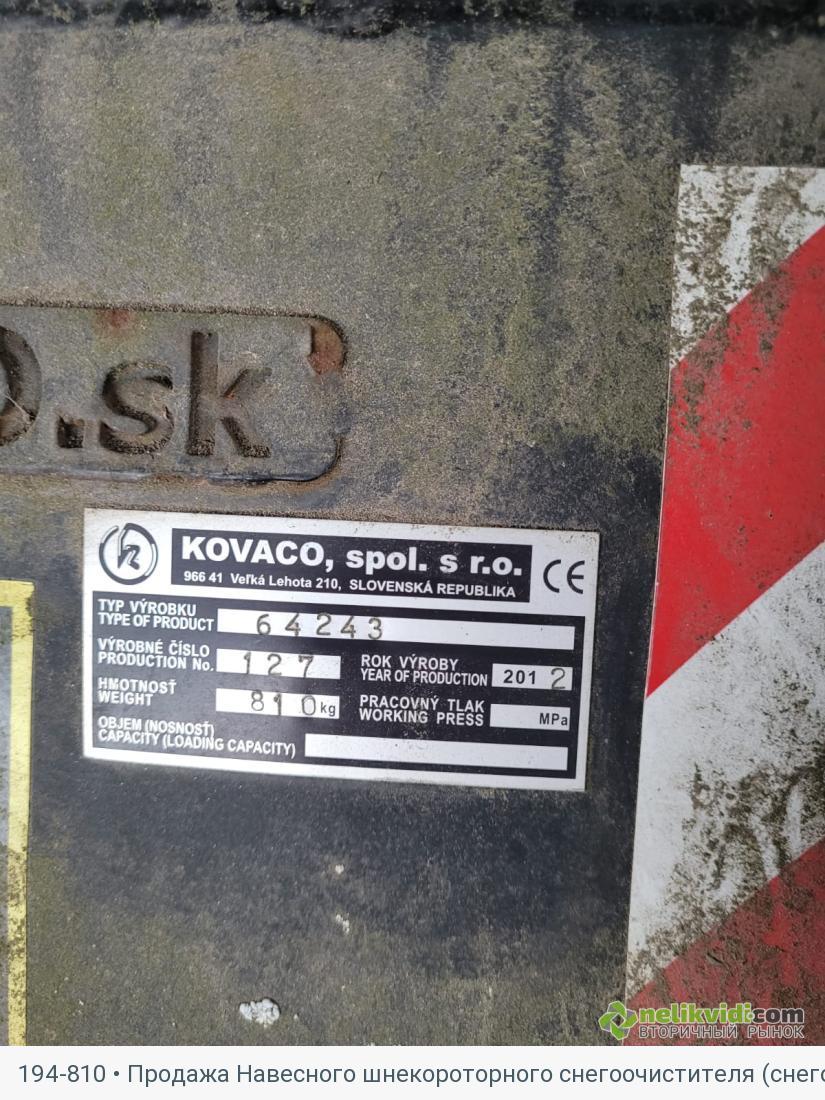 .sk
KOVACO, spol. s r.o.
966 41 Veľká Lehota 210, SLOVENSKÁ REPUBLIKA
CE
TYP VÝROBKU
TYPE OF PRODUCT 64243
VÝROBNÉ ČÍSLO
PRODUCTION No. 127
ROK VÝROBY
YEAR OF PRODUCTION 2012
HMOTNOSŤ
WEIGHT 810 kg
PRACOVNÝ TLAK
WORKING PRESS MPa
OBJEM (NOSNOSŤ)
CAPACITY (LOADING CAPACITY)
nelikvidi.com
ВТОРИЧНЫЙ РЫНОК
194-810 • Продажа Навесного шнекороторного снегоочистителя (снег